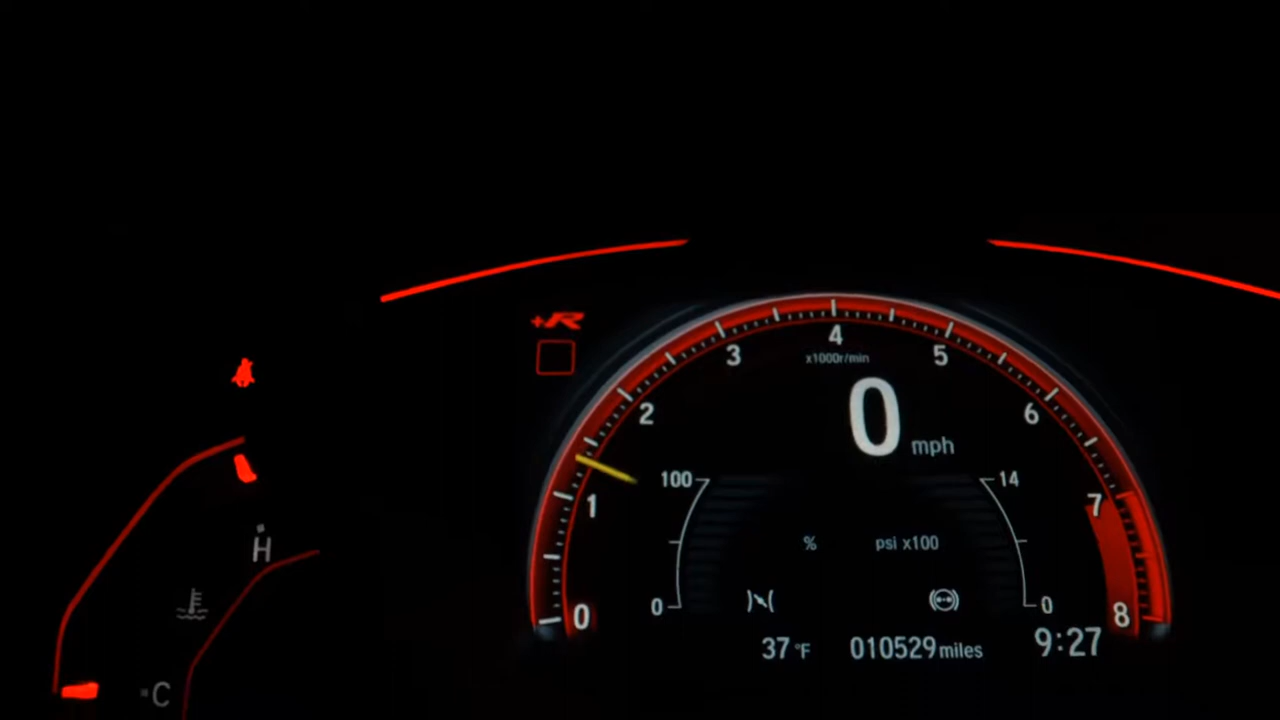 +R
4
3 5
x1000r/min
2 0 6
mph
100 14
1 7
H % psi x100
0 0
0 8
37 °F 010529 miles 9:27
C